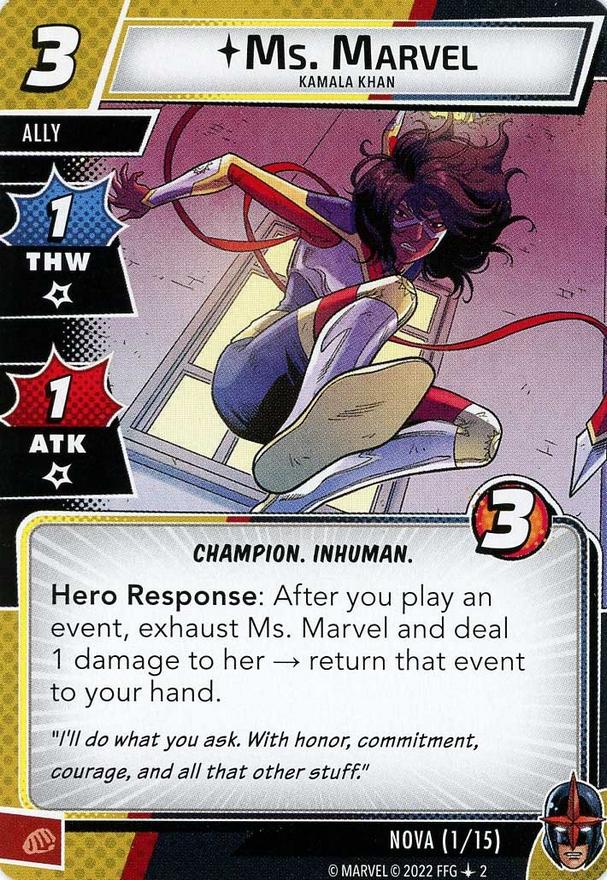 3
Ms. Marvel
KAMALA KHAN
ALLY
1
THW
1
ATK
3
CHAMPION. INHUMAN.
Hero Response: After you play an
event, exhaust Ms. Marvel and deal
1 damage to her → return that event
to your hand.
"I'll do what you ask. With honor, commitment,
courage, and all that other stuff."
NOVA (1/15)
© MARVEL © 2022 FFG 2